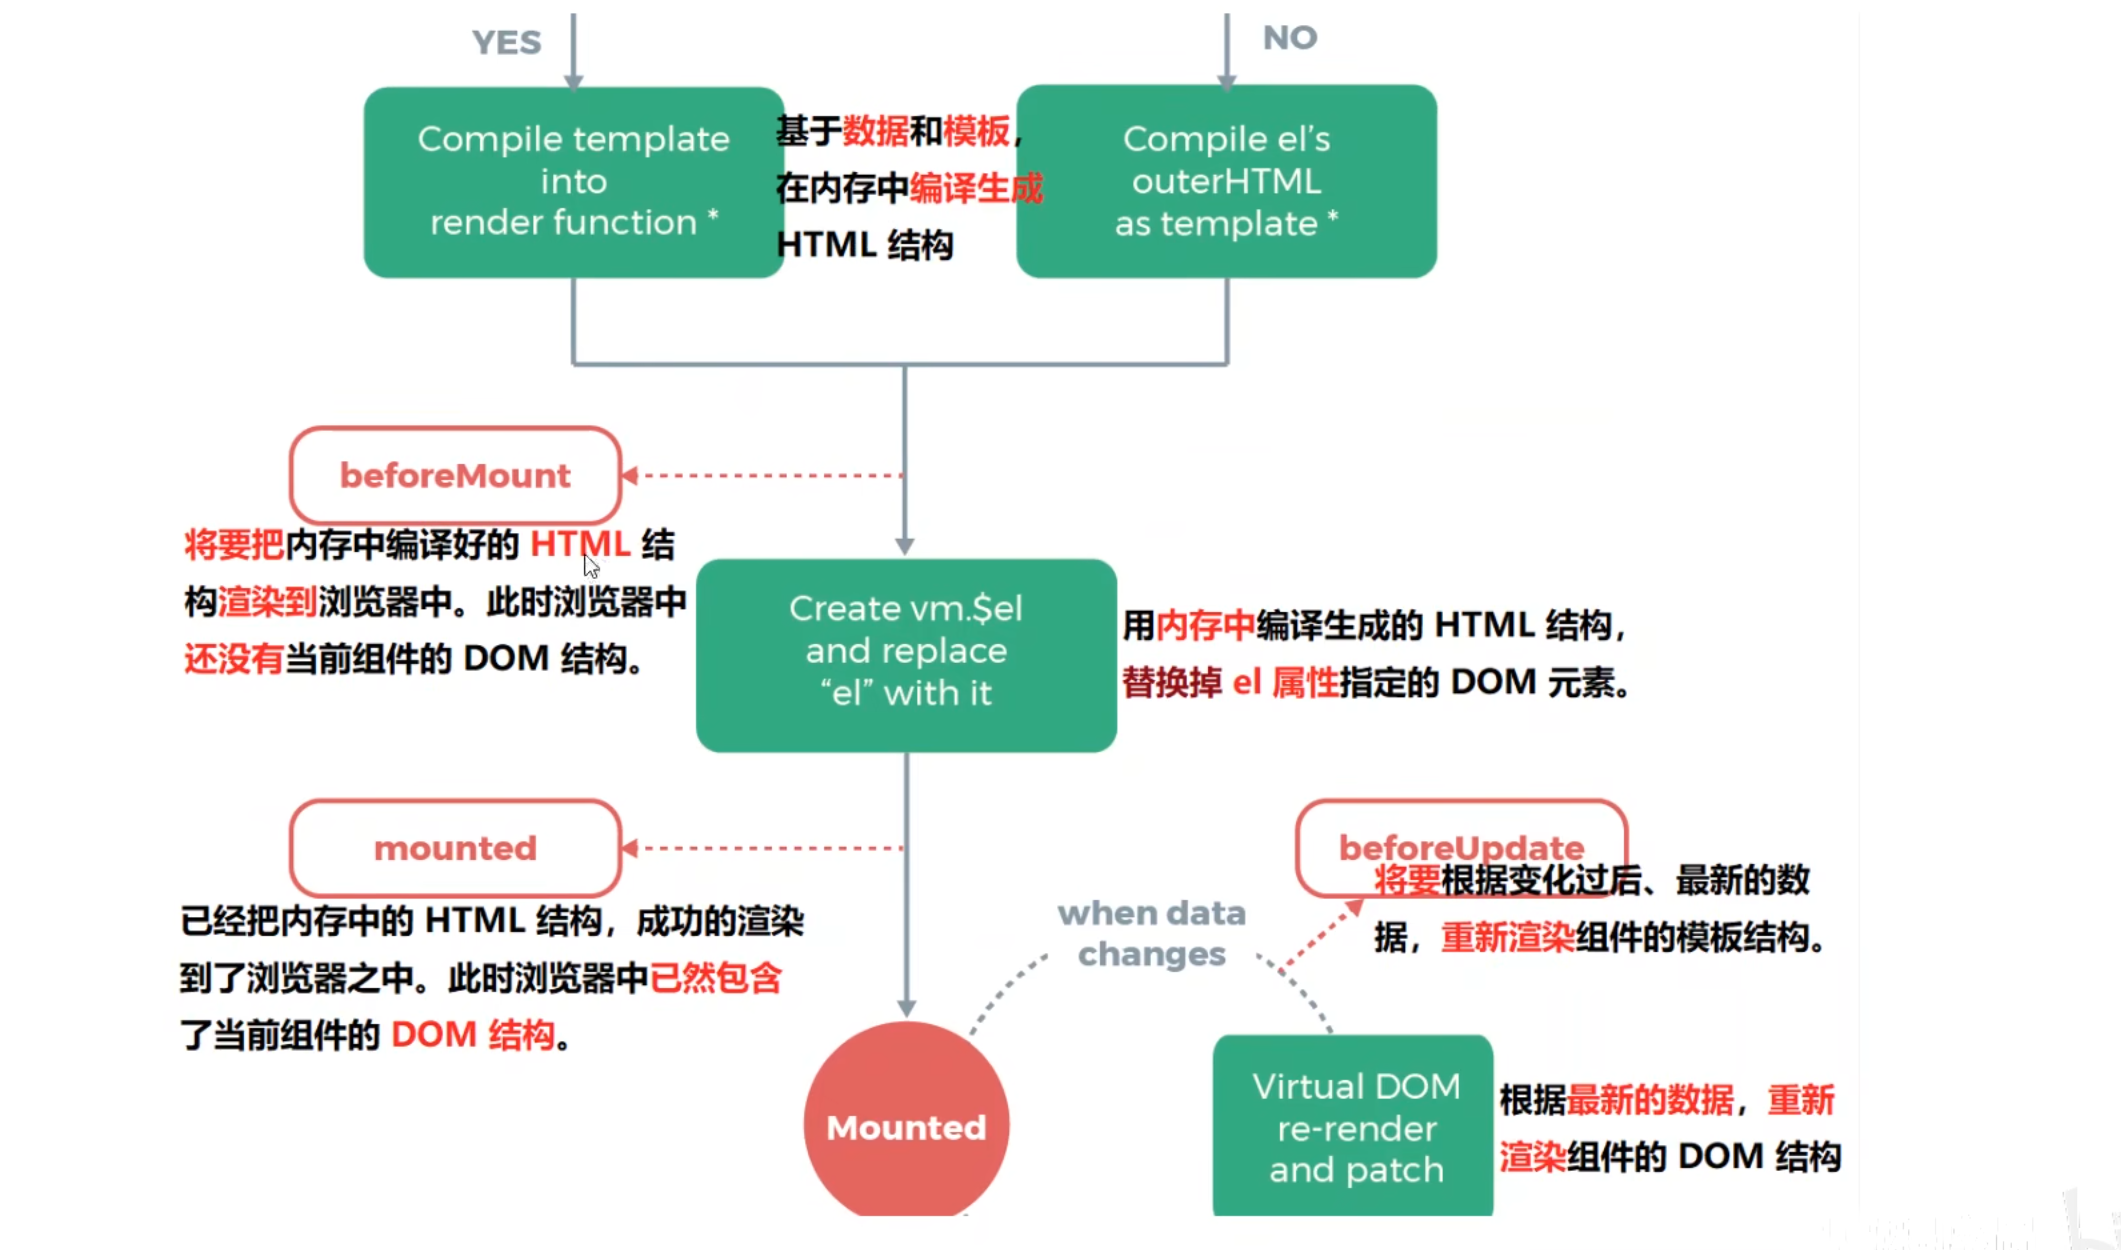 YES
NO
Compile template
into
render function *
基于数据和模板，
在内存中编译生成
HTML 结构
Compile el’s
outerHTML
as template *
beforeMount
将要把内存中编译好的 HTML 结
构渲染到浏览器中。此时浏览器中
还没有当前组件的 DOM 结构。
Create vm.$el
and replace
“el” with it
用内存中编译生成的 HTML 结构，
替换掉 el 属性指定的 DOM 元素。
mounted
已经把内存中的 HTML 结构，成功的渲染
到了浏览器之中。此时浏览器中已然包含
了当前组件的 DOM 结构。
beforeUpdate
将要根据变化过后、最新的数
据，重新渲染组件的模板结构。
when data
changes
Mounted
Virtual DOM
re-render
and patch
根据最新的数据，重新
渲染组件的 DOM 结构